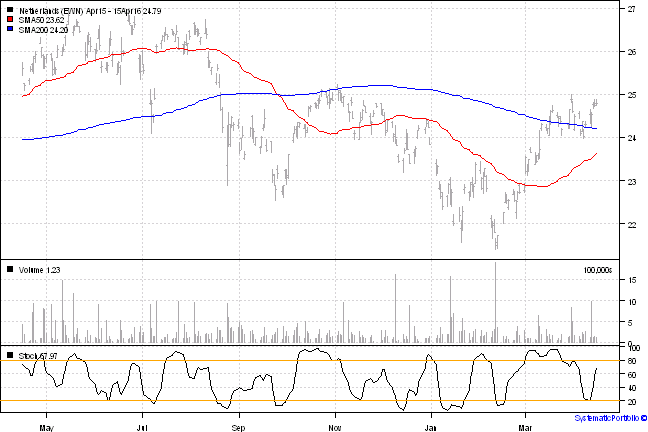 Netherlands (EWN) Apr15 - 15Apr16 24.79
SMA50 23.62
SMA200 24.20
27
26
25
24
23
22
Volume 1.23
100,000s
15
10
5
0
Stoch 67.97
100
80
60
40
20
May
Jul
Sep
Nov
Jan
Mar
SystematicPortfolio ©